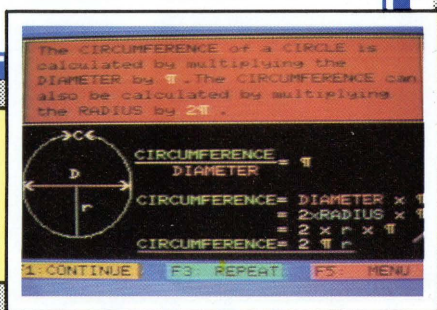 The CIRCUMFERENCE of a CIRCLE is
calculated by multiplying the
DIAMETER by ¶ .The CIRCUMFERENCE can
also be calculated by multiplying
the RADIUS by 2¶ .
C
D
r
CIRCUMFERENCE = ¶
DIAMETER
CIRCUMFERENCE= DIAMETER x ¶
= 2xRADIUS x ¶
= 2 x r x ¶
CIRCUMFERENCE= 2 ¶ r
F1:CONTINUE F3: REPEAT F5: MENU